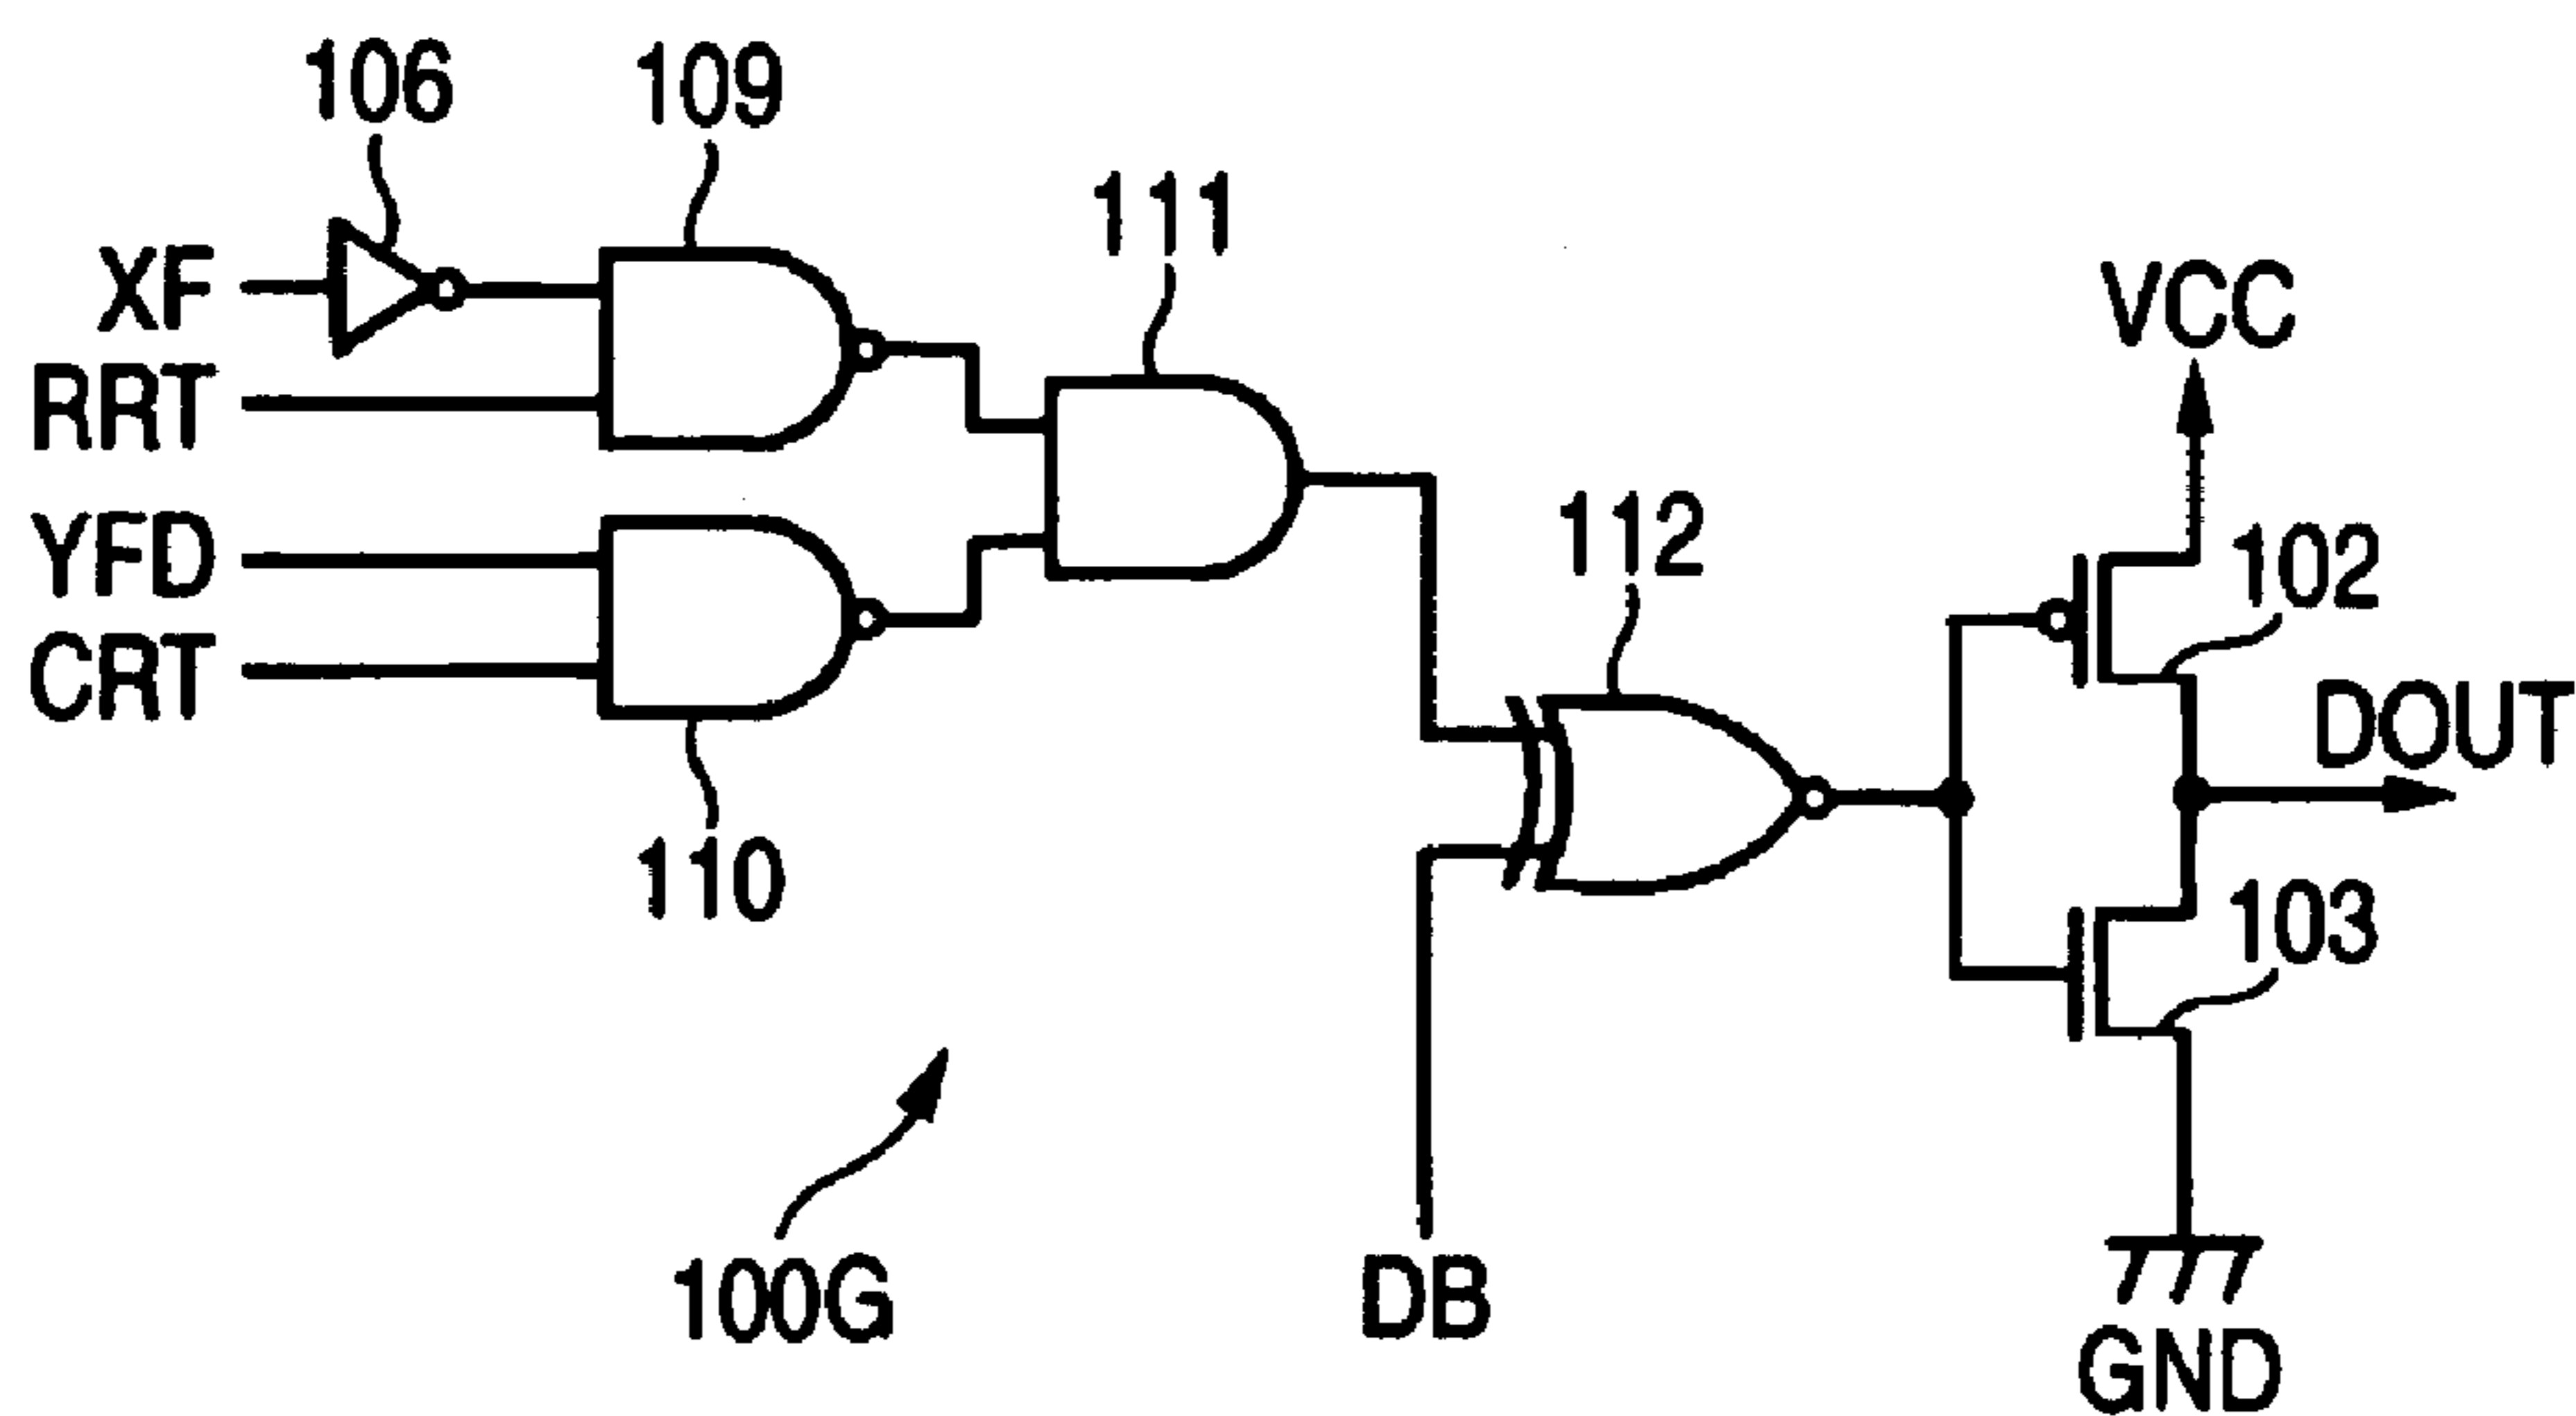 106
109
111
XF
RRT
YFD
CRT
110
112
VCC
102
DOUT
103
100G
DB
GND